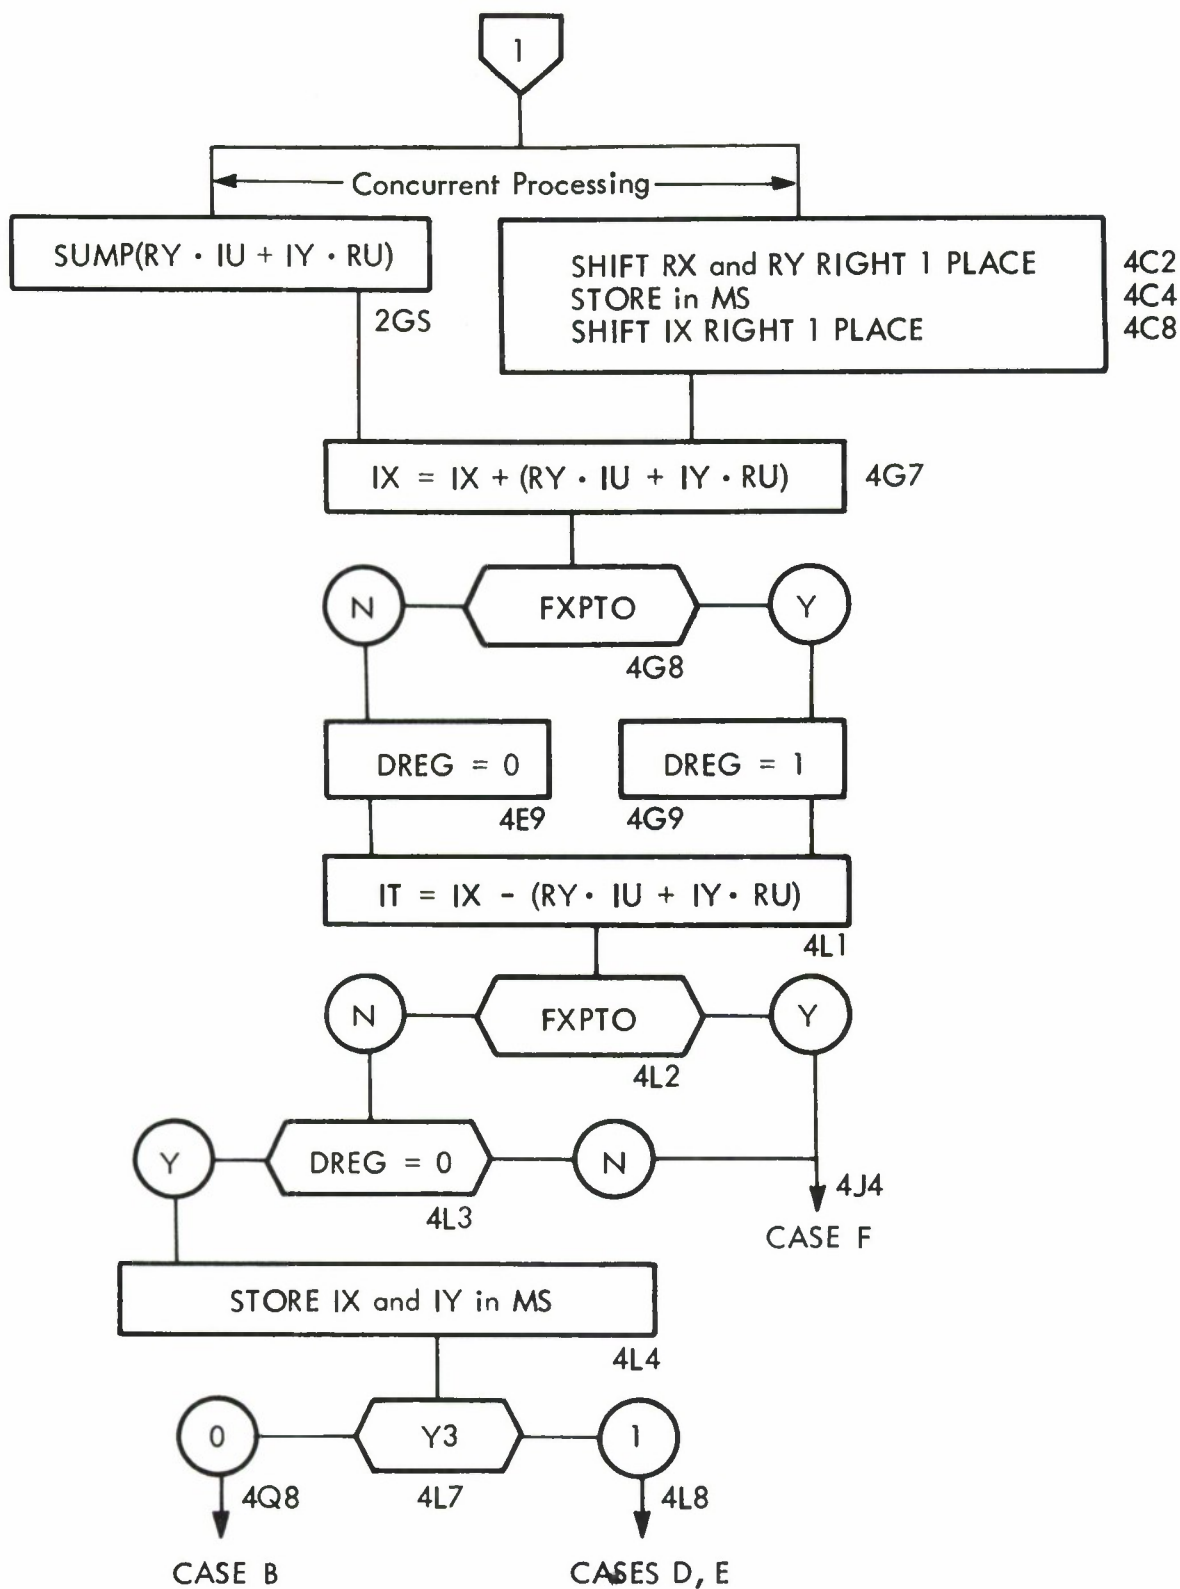 1
Concurrent Processing
SUMP(RY · IU + IY · RU)
2GS
SHIFT RX and RY RIGHT 1 PLACE 4C2
STORE in MS 4C4
SHIFT IX RIGHT 1 PLACE 4C8
IX = IX + (RY · IU + IY · RU) 4G7
N FXPTO Y
4G8
DREG = 0 DREG = 1
4E9 4G9
IT = IX - (RY · IU + IY · RU)
4L1
N FXPTO Y
4L2
Y DREG = 0 N
4L3 4J4
CASE F
STORE IX and IY in MS
4L4
0 Y3 1
4Q8 4L7 4L8
CASE B CASES D, E